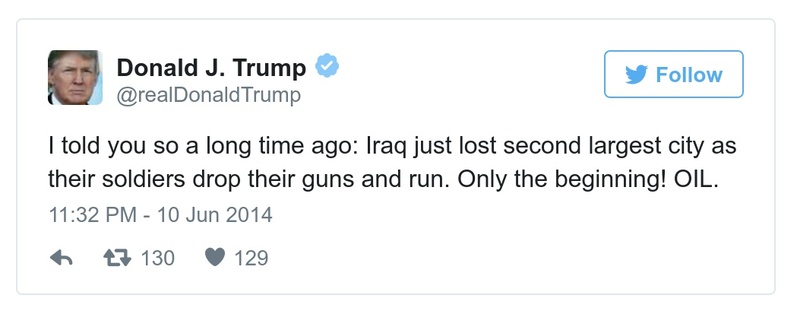 Donald J. Trump
@realDonaldTrump
Follow
I told you so a long time ago: Iraq just lost second largest city as
their soldiers drop their guns and run. Only the beginning! OIL.
11:32 PM - 10 Jun 2014
130 129